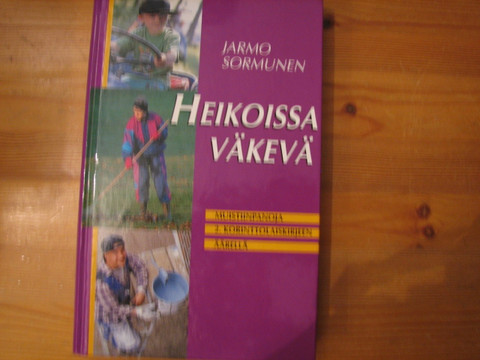 JARMO
SORMUNEN
HEIKOISSA
VÄKEVÄ
MUISTIINPANOJA
2. KORINTTOLAISKIRJEEN
ÄÄRELTÄ